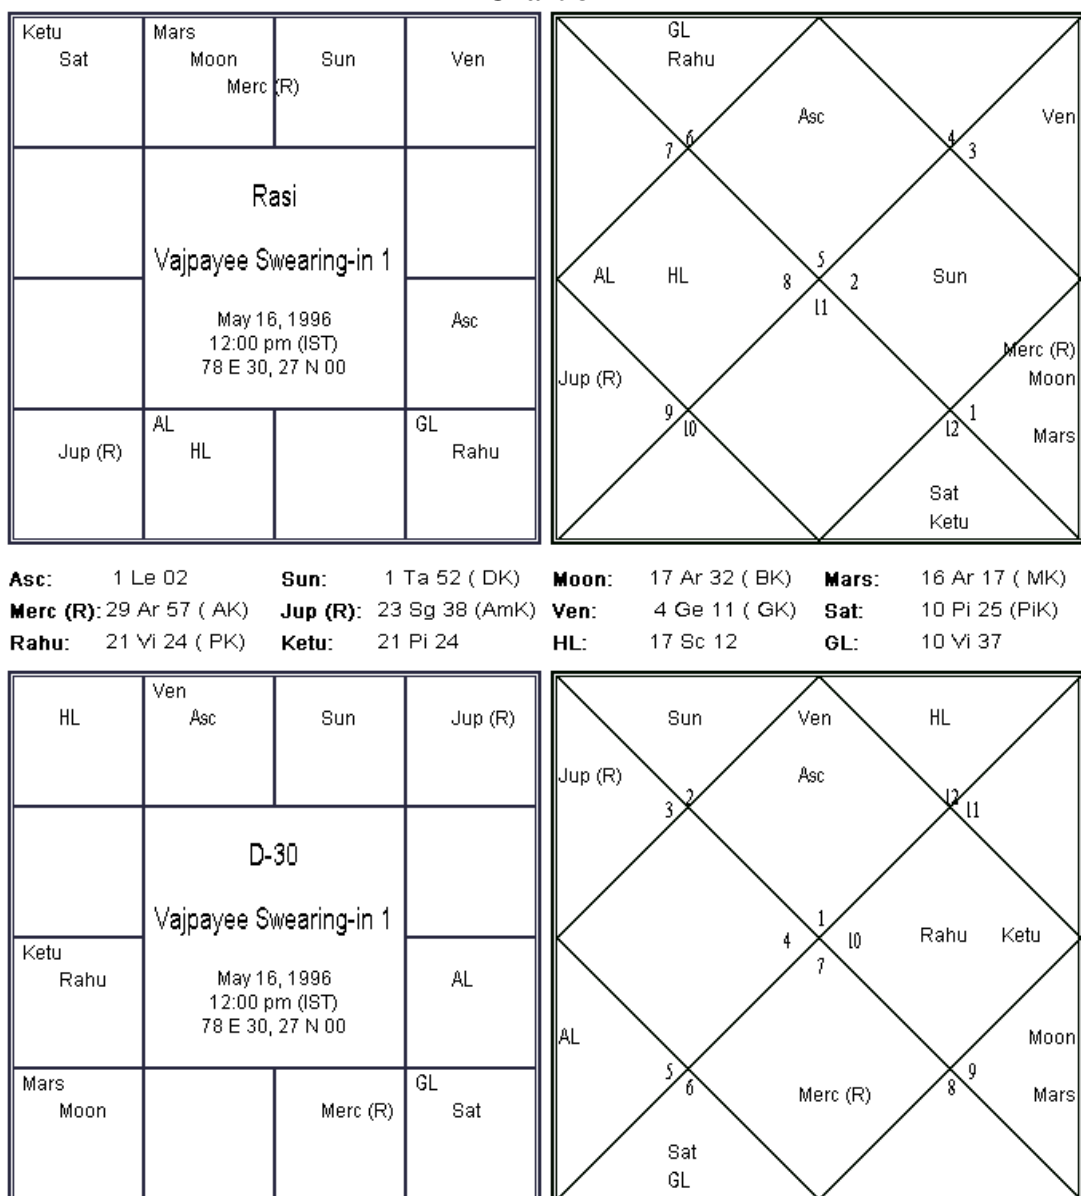 Ketu
Sat
Mars
Moon
Merc (R)
Sun
Ven
Rasi
Vajpayee Swearing-in 1
May 16, 1996
12:00 pm (IST)
78 E 30, 27 N 00
Asc
Jup (R)
AL
HL
GL
Rahu
GL
Rahu
Asc
Ven
6
7
4
3
5
8
2
11
AL
HL
Sun
Merc (R)
Moon
Mars
Jup (R)
9
10
12
1
Sat
Ketu
Asc: 1 Le 02 Sun: 1 Ta 52 ( DK) Moon: 17 Ar 32 ( BK) Mars: 16 Ar 17 ( MK)
Merc (R): 29 Ar 57 ( AK) Jup (R): 23 Sg 38 (AmK) Ven: 4 Ge 11 ( GK) Sat: 10 Pi 25 (PiK)
Rahu: 21 Vi 24 ( PK) Ketu: 21 Pi 24 HL: 17 Sc 12 GL: 10 Vi 37
HL
Ven
Asc
Sun
Jup (R)
D-30
Vajpayee Swearing-in 1
May 16, 1996
12:00 pm (IST)
78 E 30, 27 N 00
Ketu
Rahu
AL
Mars
Moon
Merc (R)
GL
Sat
Sun
Ven
HL
Jup (R)
Asc
2
3
12
11
1
4
10
7
Rahu
Ketu
AL
Moon
Mars
5
6
9
8
Merc (R)
Sat
GL